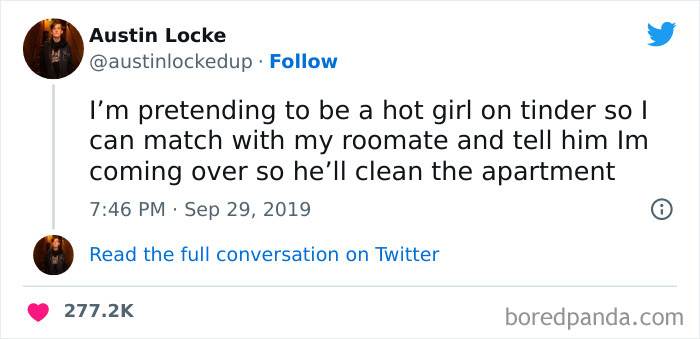 Austin Locke
@austinlockedup · Follow
I’m pretending to be a hot girl on tinder so I
can match with my roomate and tell him Im
coming over so he’ll clean the apartment
7:46 PM · Sep 29, 2019
Read the full conversation on Twitter
277.2K
boredpanda.com